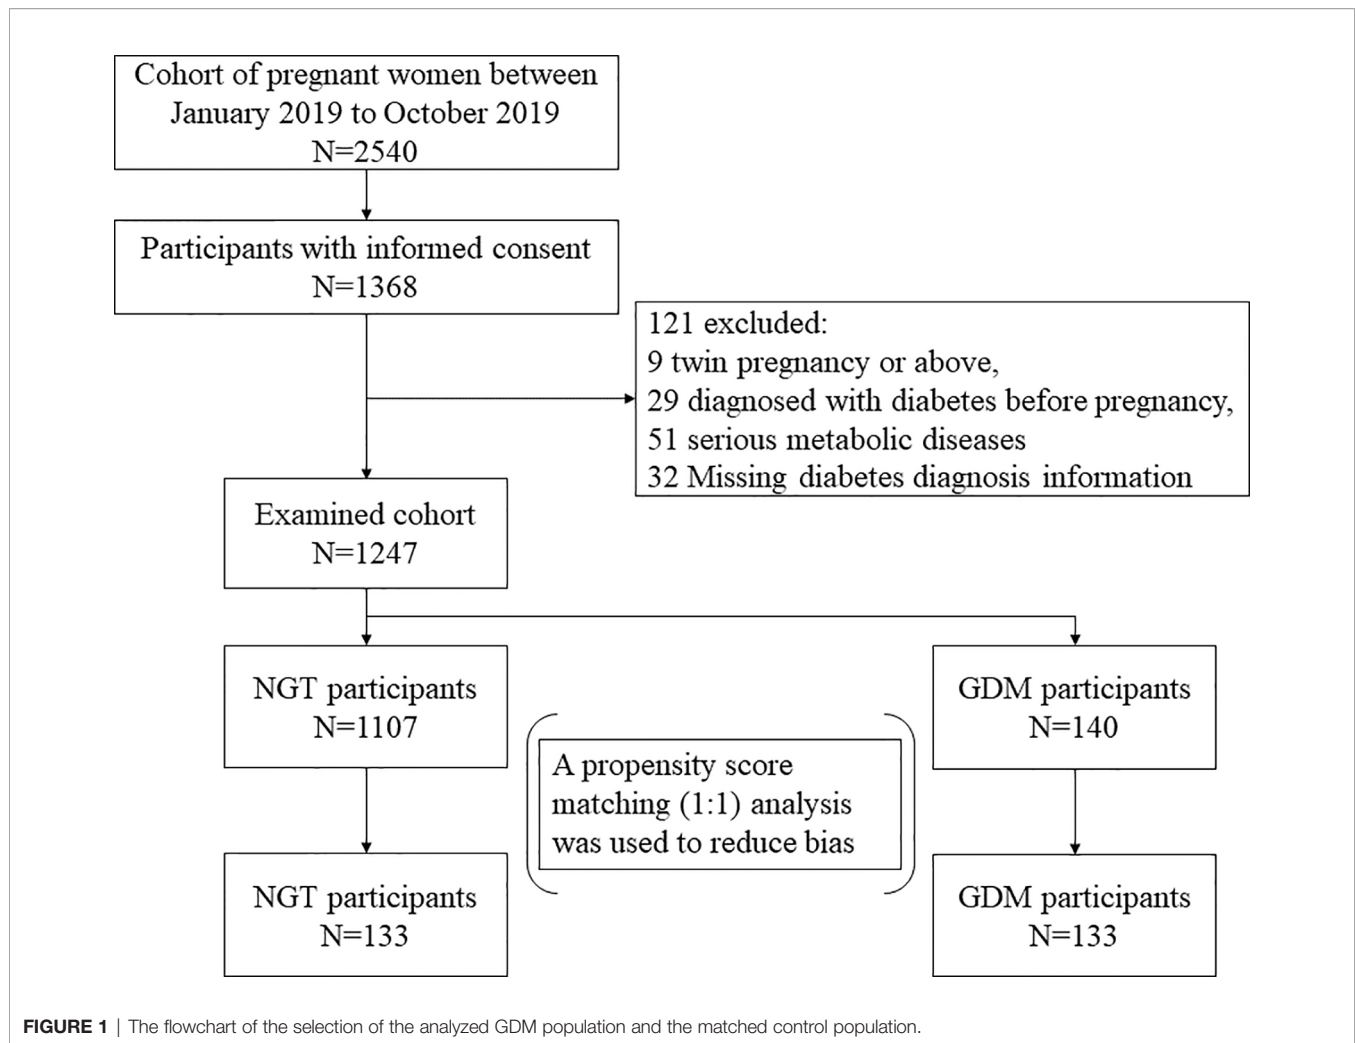 Cohort of pregnant women between
January 2019 to October 2019
N=2540
Participants with informed consent
N=1368
121 excluded:
9 twin pregnancy or above,
29 diagnosed with diabetes before pregnancy,
51 serious metabolic diseases
32 Missing diabetes diagnosis information
Examined cohort
N=1247
NGT participants
N=1107
GDM participants
N=140
A propensity score
matching (1:1) analysis
was used to reduce bias
NGT participants
N=133
GDM participants
N=133
FIGURE 1 | The flowchart of the selection of the analyzed GDM population and the matched control population.